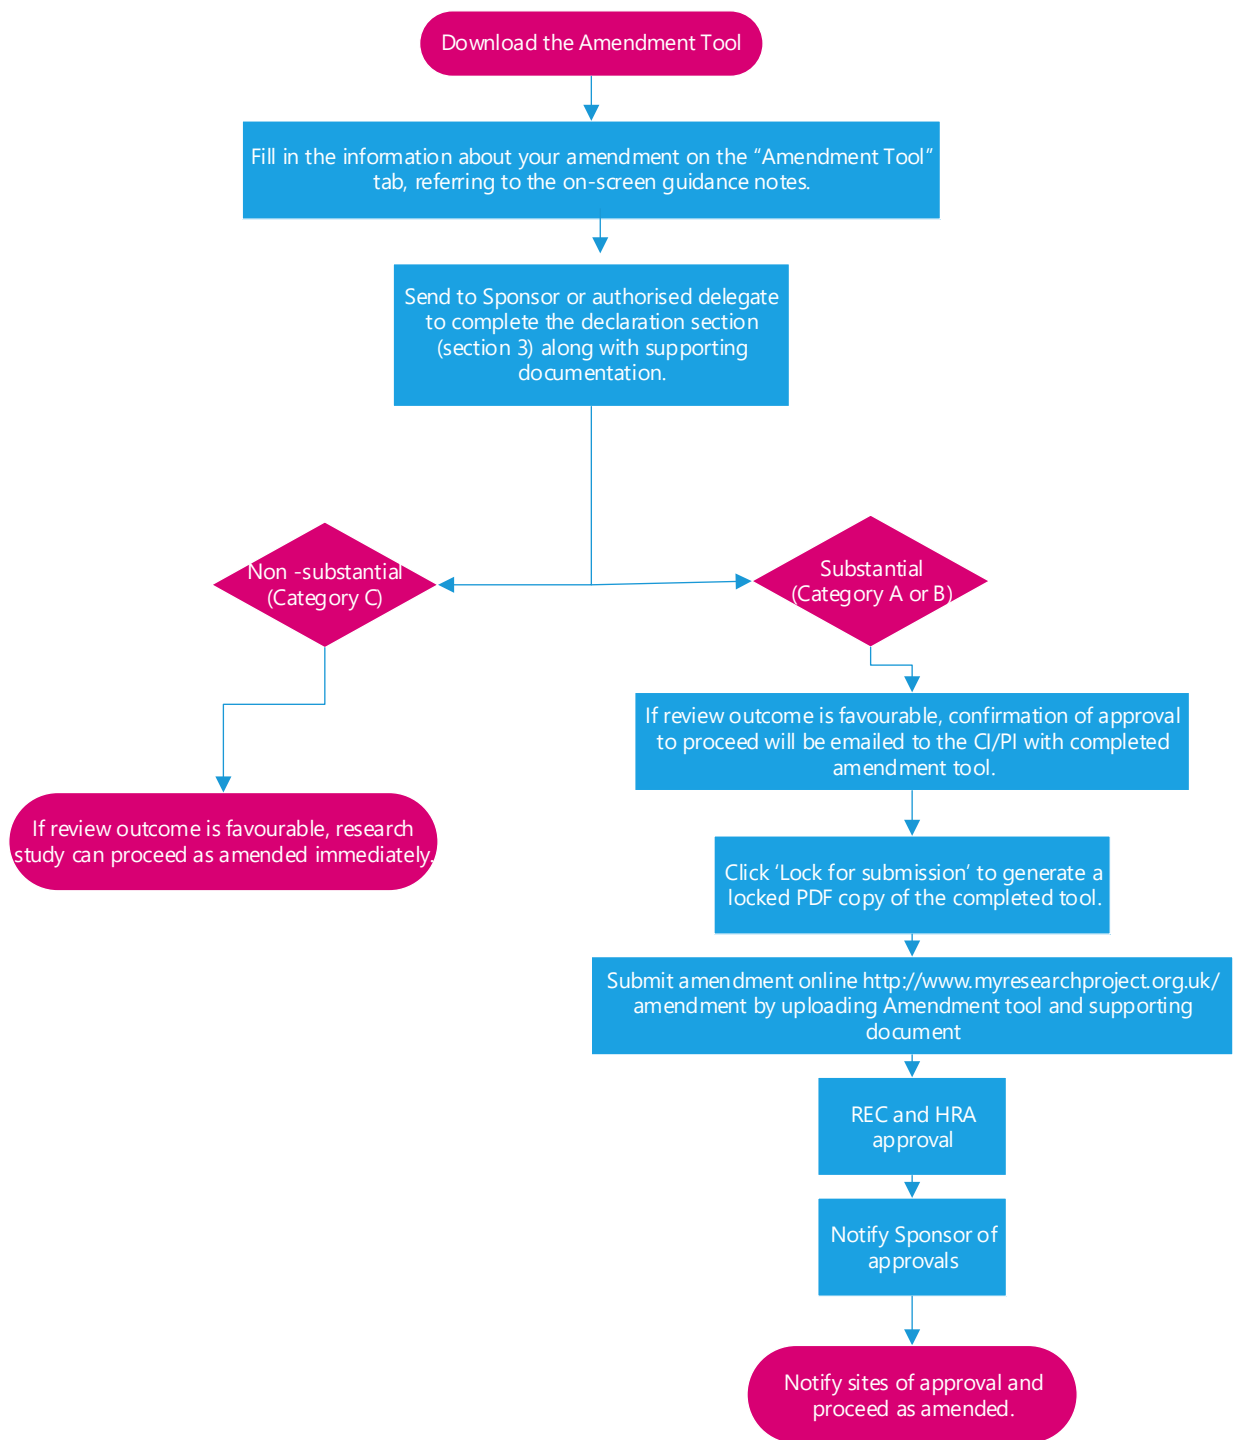 Download the Amendment Tool
Fill in the information about your amendment on the “Amendment Tool”
tab, referring to the on-screen guidance notes.
Send to Sponsor or authorised delegate
to complete the declaration section
(section 3) along with supporting
documentation.
Non -substantial
(Category C)
Substantial
(Category A or B)
If review outcome is favourable, research
study can proceed as amended immediately.
If review outcome is favourable, confirmation of approval
to proceed will be emailed to the CI/PI with completed
amendment tool.
Click ‘Lock for submission’ to generate a
locked PDF copy of the completed tool.
Submit amendment online http://www.myresearchproject.org.uk/
amendment by uploading Amendment tool and supporting
document
REC and HRA
approval
Notify Sponsor of
approvals
Notify sites of approval and
proceed as amended.